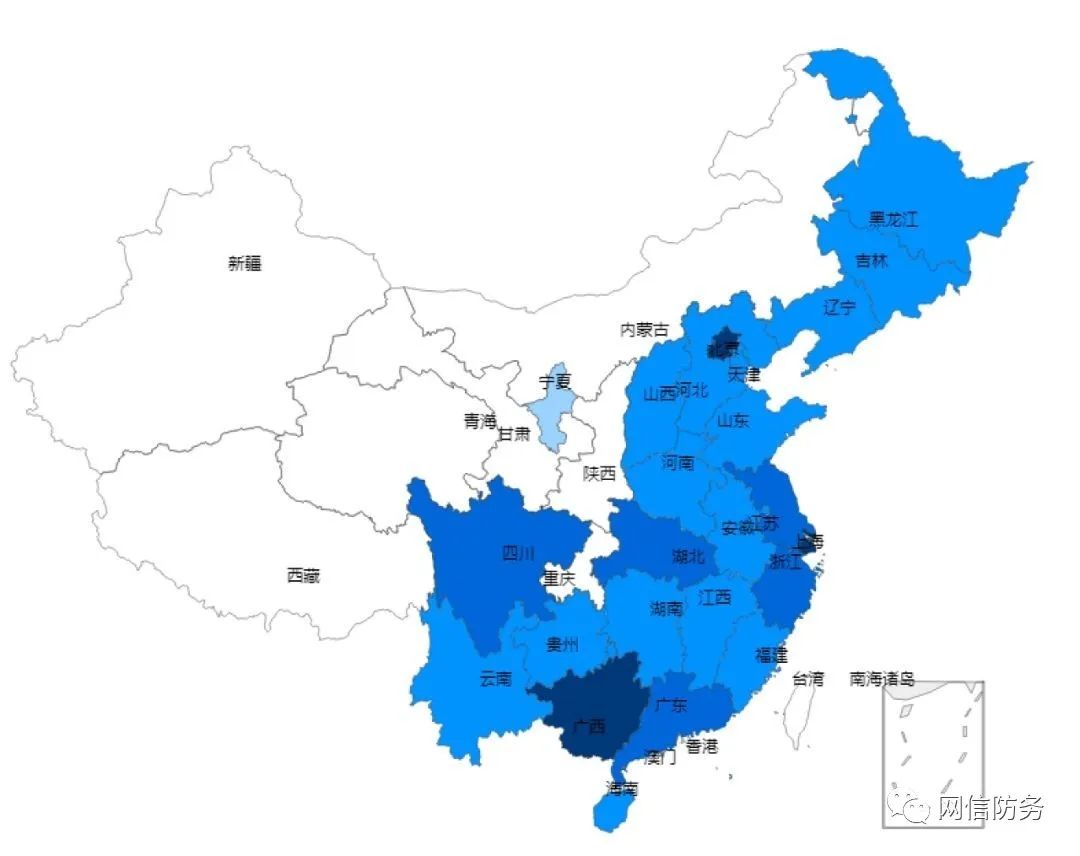 黑龙江
吉林
新疆
辽宁
内蒙古
北京
天津
宁夏
山西
河北
青海
甘肃
山东
河南
陕西
安徽
江苏
上海
四川
湖北
浙江
西藏
重庆
江西
湖南
贵州
福建
云南
台湾
南海诸岛
广东
广西
香港
澳门
海南
网信防务